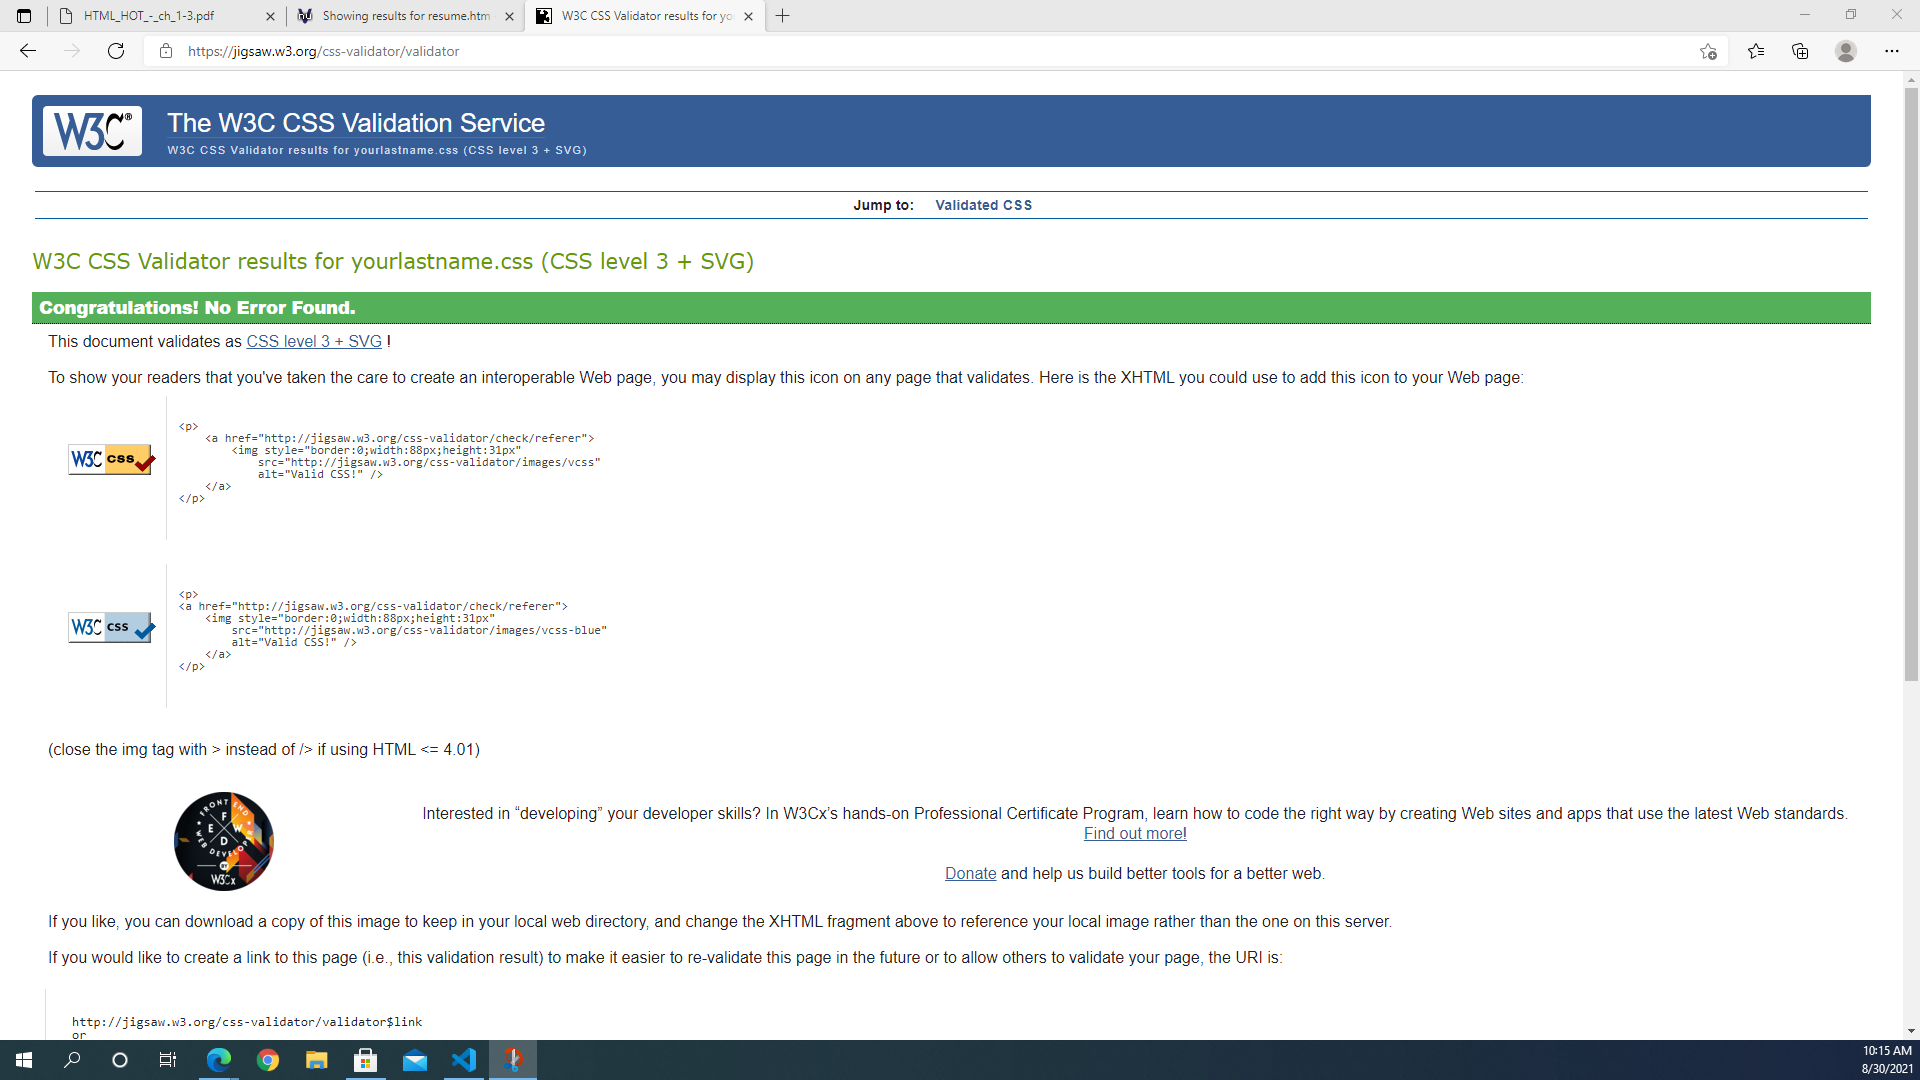 HTML_HOT_-_ch_1-3.pdf
Showing results for resume.htm
W3C CSS Validator results for yo
https://jigsaw.w3.org/css-validator/validator
W3C®
The W3C CSS Validation Service
W3C CSS Validator results for yourlastname.css (CSS level 3 + SVG)
Jump to: Validated CSS
W3C CSS Validator results for yourlastname.css (CSS level 3 + SVG)
Congratulations! No Error Found.
This document validates as CSS level 3 + SVG !
To show your readers that you've taken the care to create an interoperable Web page, you may display this icon on any page that validates. Here is the XHTML you could use to add this icon to your Web page:
W3C css
<p>
<a href="http://jigsaw.w3.org/css-validator/check/referer">
<img style="border:0;width:88px;height:31px"
src="http://jigsaw.w3.org/css-validator/images/vcss"
alt="Valid CSS!" />
</a>
</p>
W3C css
<p>
<a href="http://jigsaw.w3.org/css-validator/check/referer">
<img style="border:0;width:88px;height:31px"
src="http://jigsaw.w3.org/css-validator/images/vcss-blue"
alt="Valid CSS!" />
</a>
</p>
(close the img tag with > instead of /> if using HTML <= 4.01)
FRONT END
F
E W
D
WEB DEVELOPER
W3Cx
Interested in “developing” your developer skills? In W3Cx’s hands-on Professional Certificate Program, learn how to code the right way by creating Web sites and apps that use the latest Web standards.
Find out more!
Donate and help us build better tools for a better web.
If you like, you can download a copy of this image to keep in your local web directory, and change the XHTML fragment above to reference your local image rather than the one on this server.
If you would like to create a link to this page (i.e., this validation result) to make it easier to re-validate this page in the future or to allow others to validate your page, the URI is:
http://jigsaw.w3.org/css-validator/validator$link
or
10:15 AM
8/30/2021